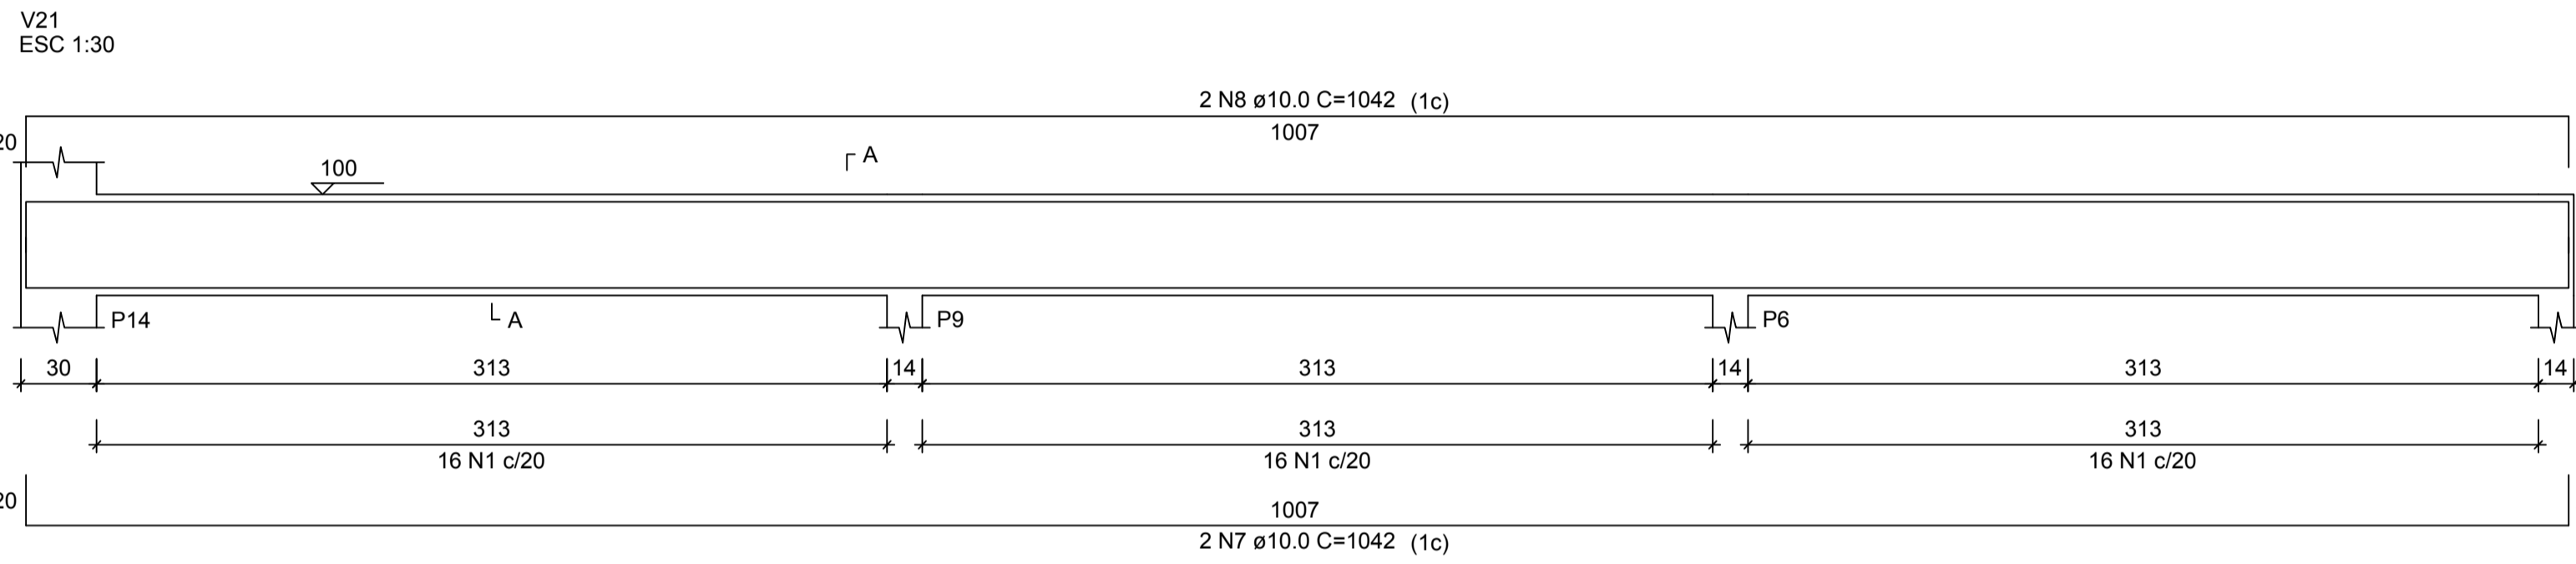 V21
ESC 1:30
2 N8 ø10.0 C=1042 (1c)
1007
20
A
100
P14
A
P9
P6
30 313 14 313 14 313 14
313 313 313
16 N1 c/20 16 N1 c/20 16 N1 c/20
20
1007
2 N7 ø10.0 C=1042 (1c)